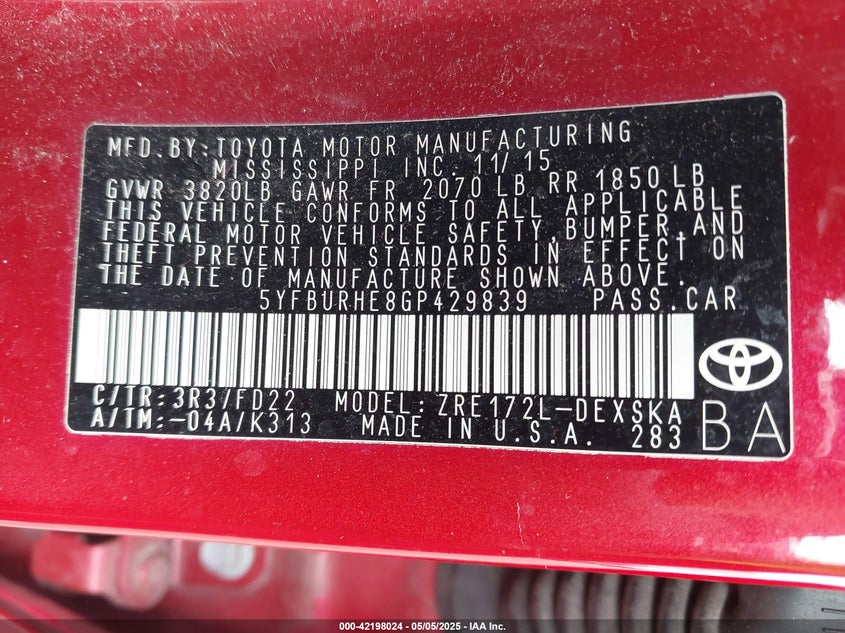 MFD.BY:TOYOTA MOTOR MANUFACTURING
MISSISSIPPI INC. 11/15
GVWR 3820LB GAWR FR 2070 LB RR 1850 LB
THIS VEHICLE CONFORMS TO ALL APPLICABLE
FEDERAL MOTOR VEHICLE SAFETY,BUMPER,AND
THEFT PREVENTION STANDARDS IN EFFECT ON
THE DATE OF MANUFACTURE SHOWN ABOVE.
5YFBURHE8GP429839 PASS.CAR
C/TR:3R3/FD22 MODEL:ZRE172L-DEXSKA
A/TM:-04A/K313 MADE IN U.S.A. 283 BA
000-42198024 - 05/05/2025 - IAA Inc.